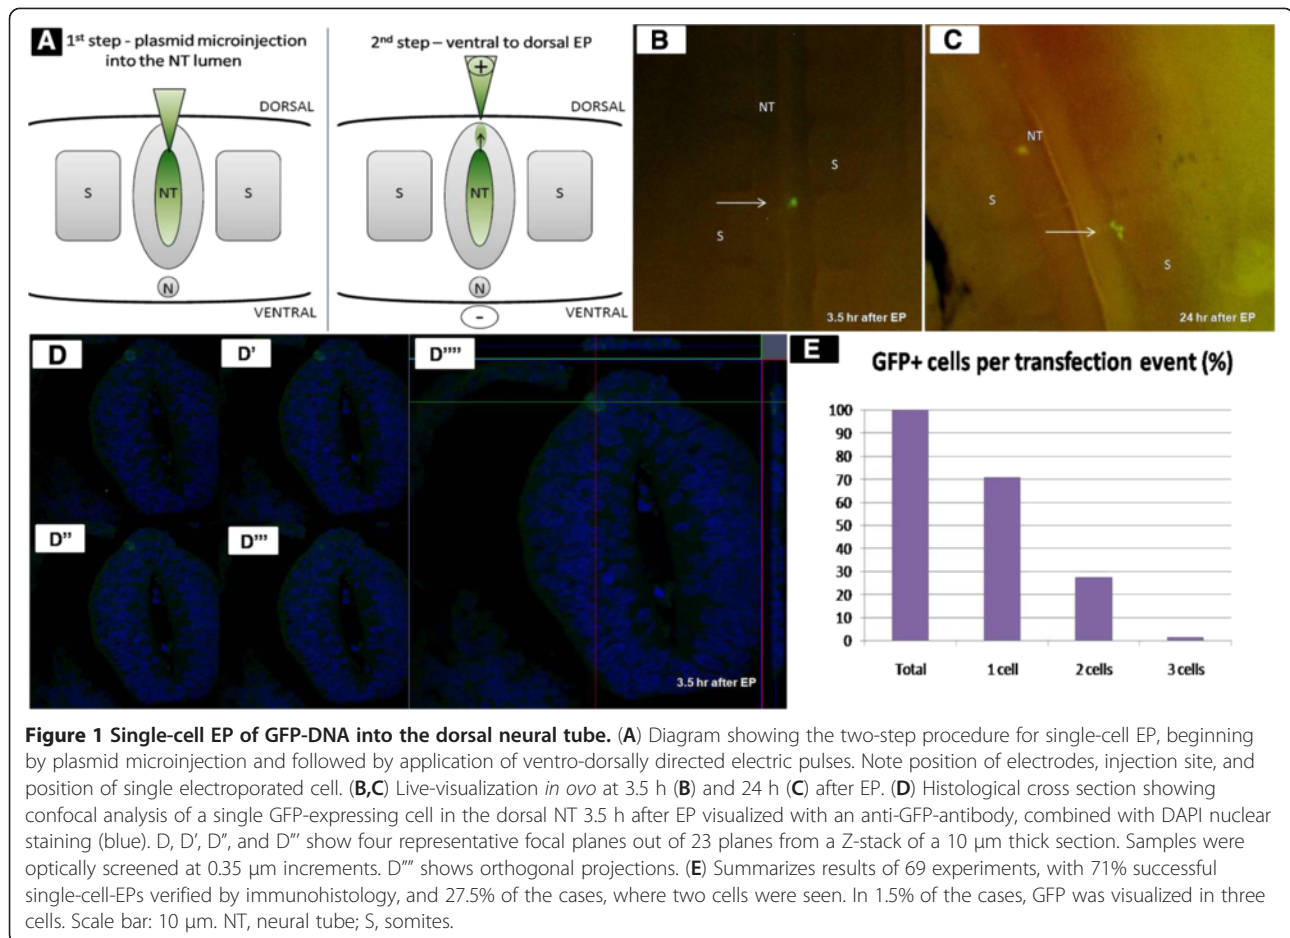 A
1st step - plasmid microinjection
into the NT lumen
DORSAL
S
NT
S
N
VENTRAL
2nd step – ventral to dorsal EP
+
DORSAL
S
NT
S
N
VENTRAL
-
B
NT
S
S
3.5 hr after EP
C
NT
S
S
24 hr after EP
D
D'
D''
D'''
D''''
3.5 hr after EP
E
GFP+ cells per transfection event (%)
100
90
80
70
60
50
40
30
20
10
0
Total
1 cell
2 cells
3 cells
Figure 1 Single-cell EP of GFP-DNA into the dorsal neural tube. (A) Diagram showing the two-step procedure for single-cell EP, beginning
by plasmid microinjection and followed by application of ventro-dorsally directed electric pulses. Note position of electrodes, injection site, and
position of single electroporated cell. (B,C) Live-visualization in ovo at 3.5 h (B) and 24 h (C) after EP. (D) Histological cross section showing
confocal analysis of a single GFP-expressing cell in the dorsal NT 3.5 h after EP visualized with an anti-GFP-antibody, combined with DAPI nuclear
staining (blue). D, D', D'', and D''' show four representative focal planes out of 23 planes from a Z-stack of a 10 μm thick section. Samples were
optically screened at 0.35 μm increments. D'''' shows orthogonal projections. (E) Summarizes results of 69 experiments, with 71% successful
single-cell-EPs verified by immunohistology, and 27.5% of the cases, where two cells were seen. In 1.5% of the cases, GFP was visualized in three
cells. Scale bar: 10 μm. NT, neural tube; S, somites.